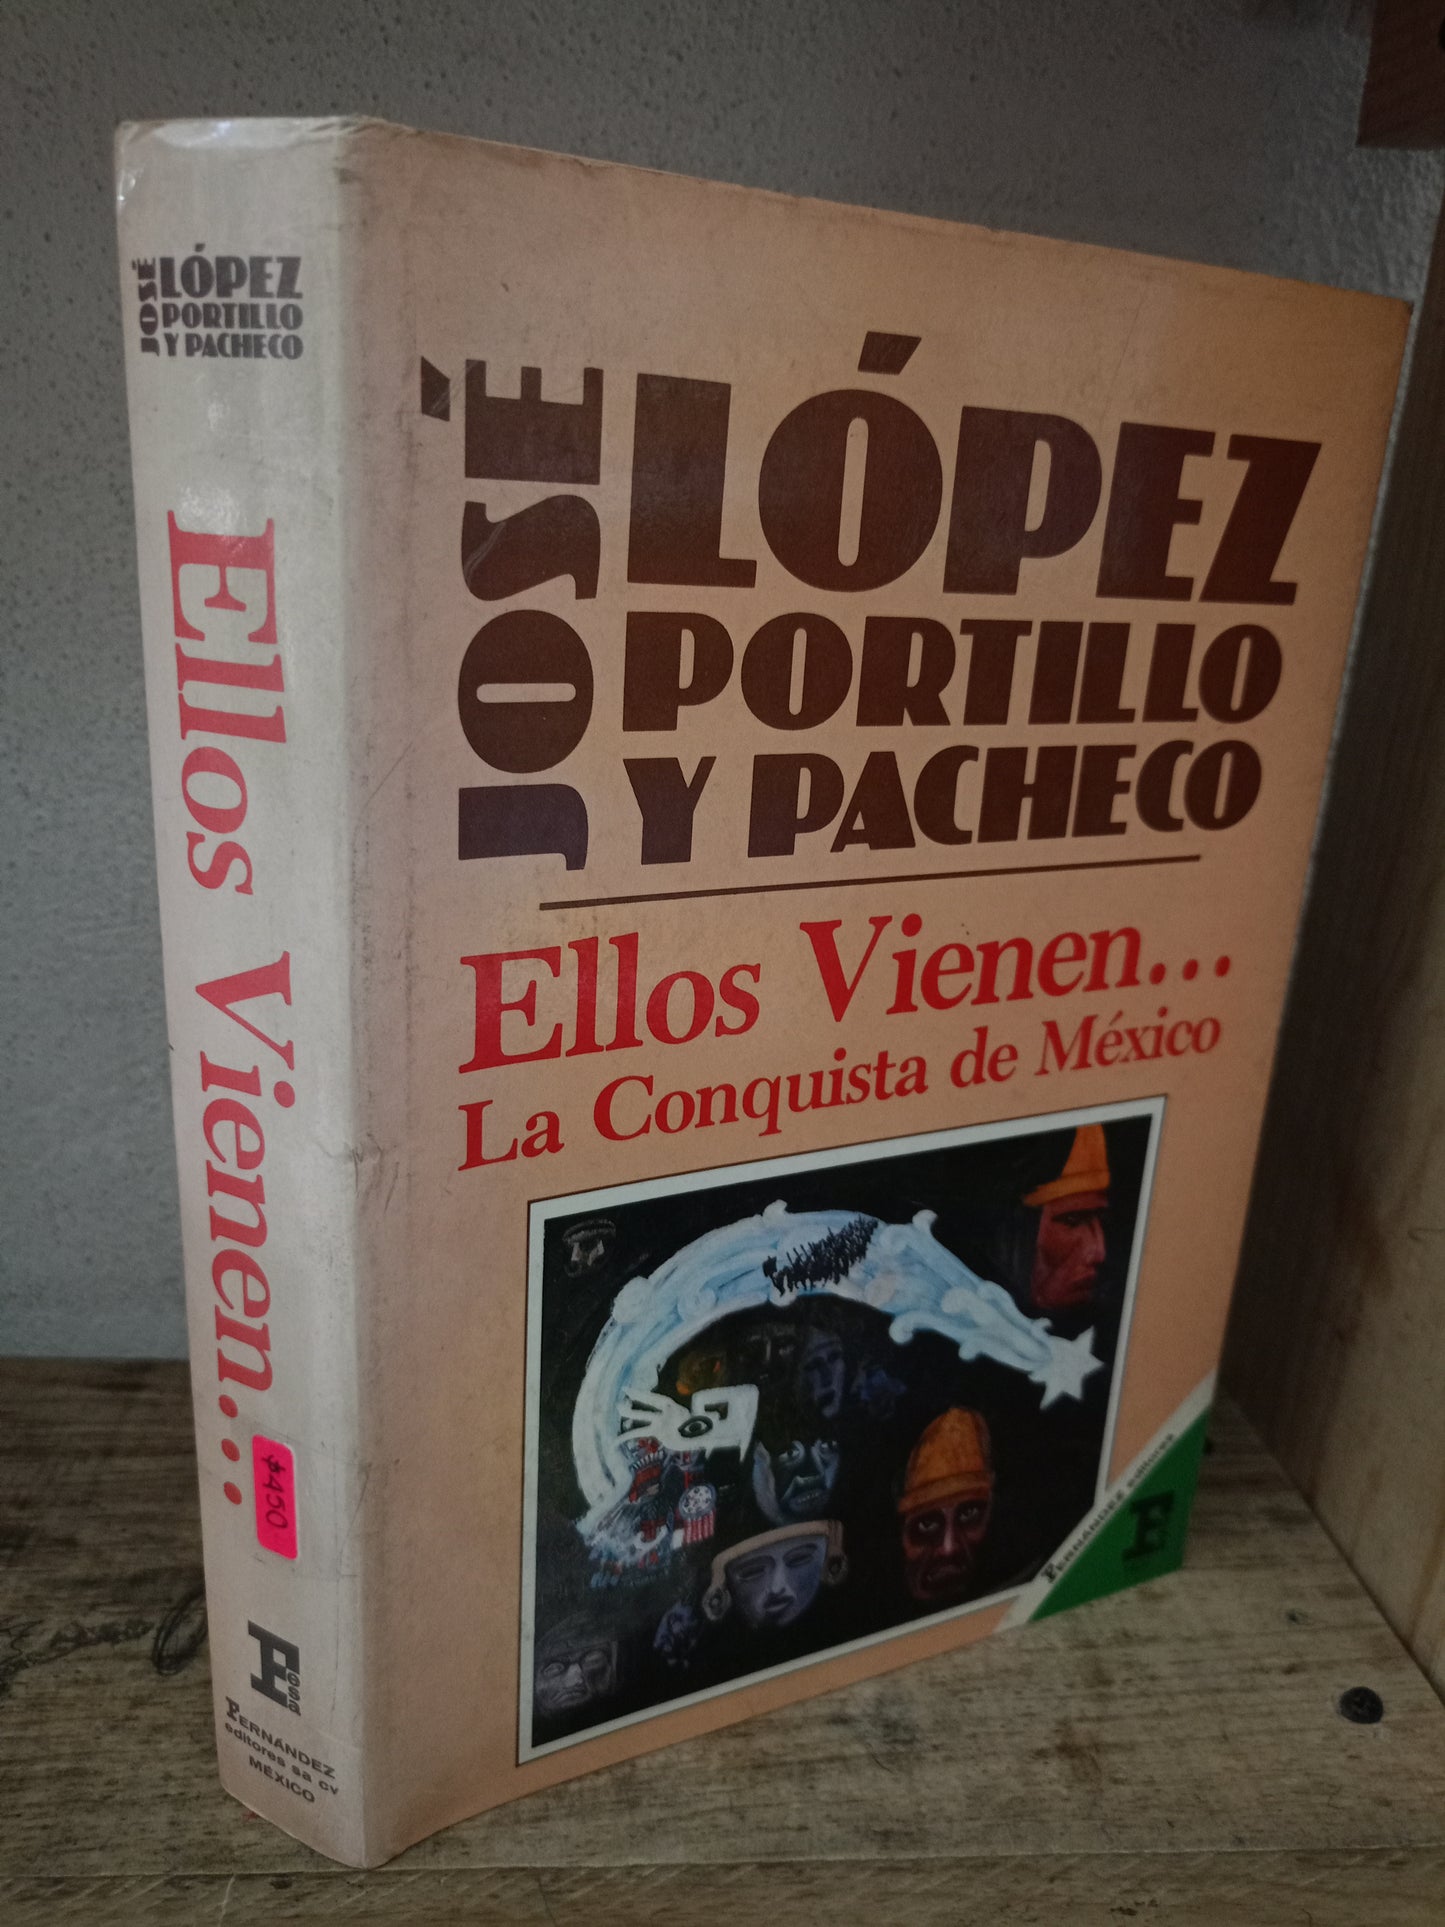 JOSÉ
LÓPEZ
PORTILLO
Y PACHECO
Ellos Vienen...
$450
Fesa
FERNÁNDEZ
editores sa cv
MÉXICO
JOSÉ
LÓPEZ
PORTILLO
Y PACHECO
Ellos Vienen...
La Conquista de México
FERNÁNDEZ editores
F